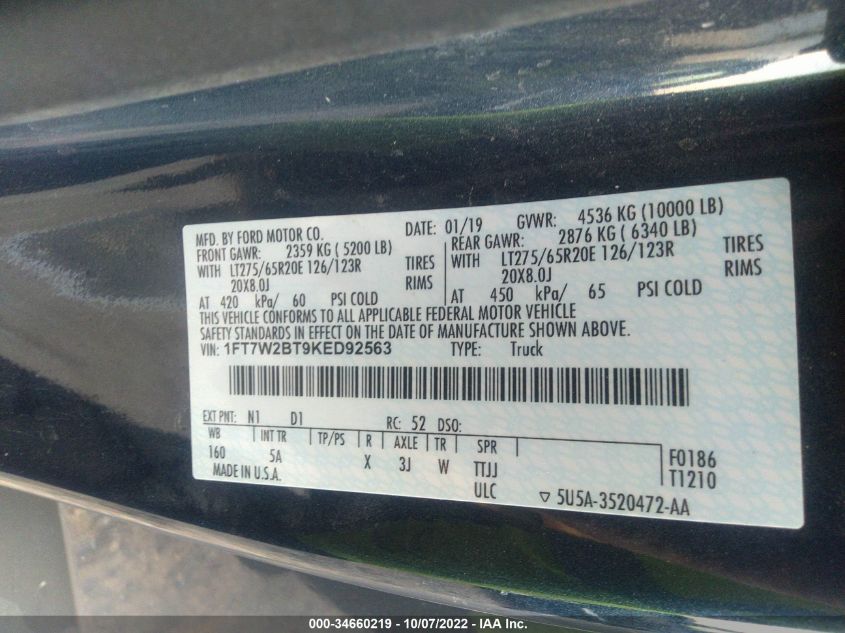 MFD. BY FORD MOTOR CO.
DATE: 01/19 GVWR: 4536 KG (10000 LB)
FRONT GAWR: 2359 KG ( 5200 LB) REAR GAWR: 2876 KG ( 6340 LB)
WITH LT275/65R20E 126/123R TIRES WITH LT275/65R20E 126/123R TIRES
20X8.0J RIMS 20X8.0J RIMS
AT 420 kPa/ 60 PSI COLD AT 450 kPa/ 65 PSI COLD
THIS VEHICLE CONFORMS TO ALL APPLICABLE FEDERAL MOTOR VEHICLE
SAFETY STANDARDS IN EFFECT ON THE DATE OF MANUFACTURE SHOWN ABOVE.
VIN: 1FT7W2BT9KED92563 TYPE: Truck
EXT PNT: N1 D1 RC: 52 DSO:
WB INT TR TP/PS R AXLE TR SPR F0186
160 5A X 3J W TTJJ T1210
MADE IN U.S.A. ULC 5U5A-3520472-AA
000-34660219 - 10/07/2022 - IAA Inc.